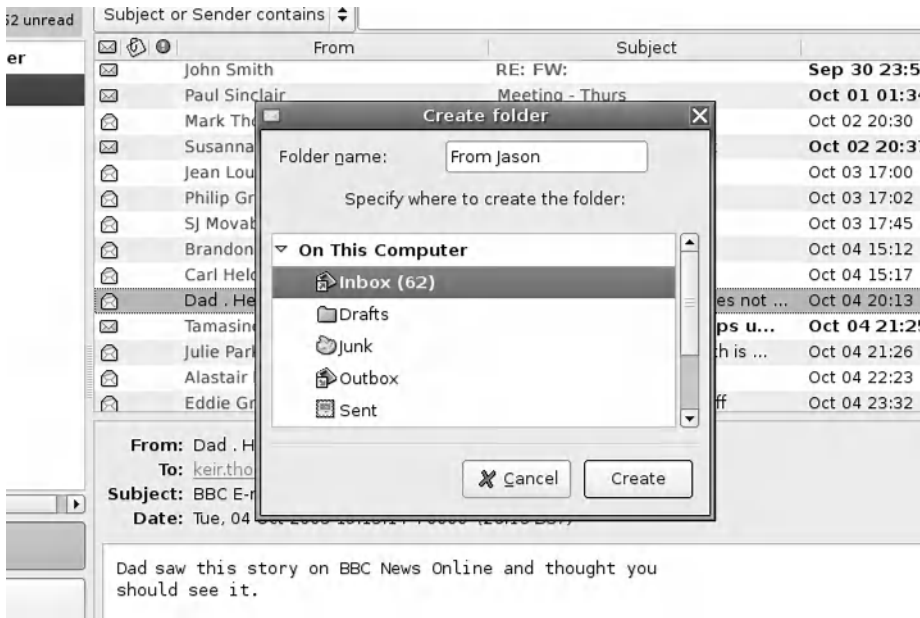 52 unread
Subject or Sender contains
er
From Subject
John Smith RE: FW: Sep 30 23:5
Paul Sinclair Meeting - Thurs Oct 01 01:34
Mark Tho Oct 02 20:30
Susanna Oct 02 20:37
Jean Lou Oct 03 17:00
Philip Gr Oct 03 17:02
SJ Movab Oct 03 17:45
Brandon Oct 04 15:12
Carl Held Oct 04 15:17
Dad . He es not ... Oct 04 20:13
Tamasine ps u... Oct 04 21:25
Julie Park th is ... Oct 04 21:26
Alastair Oct 04 22:23
Eddie Gr ff Oct 04 23:32
Create folder
Folder name: From Jason
Specify where to create the folder:
On This Computer
Inbox (62)
Drafts
Junk
Outbox
Sent
Cancel Create
From: Dad . H
To: keir.tho
Subject: BBC E-
Date: Tue, 04
Dad saw this story on BBC News Online and thought you
should see it.